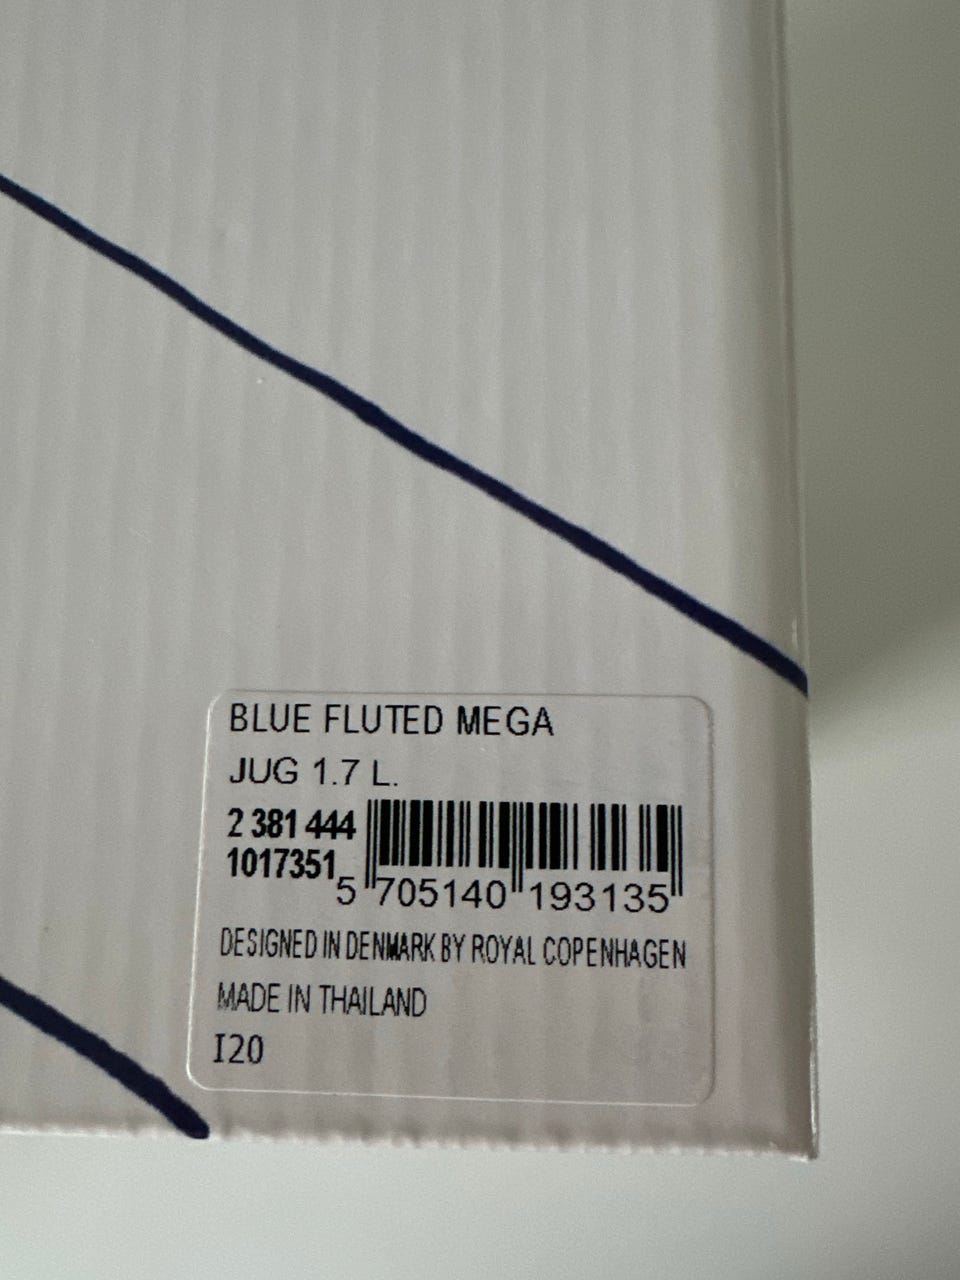 BLUE FLUTED MEGA
JUG 1.7 L.
2 381 444
1017351
5 705140 193135
DESIGNED IN DENMARK BY ROYAL COPENHAGEN
MADE IN THAILAND
I20